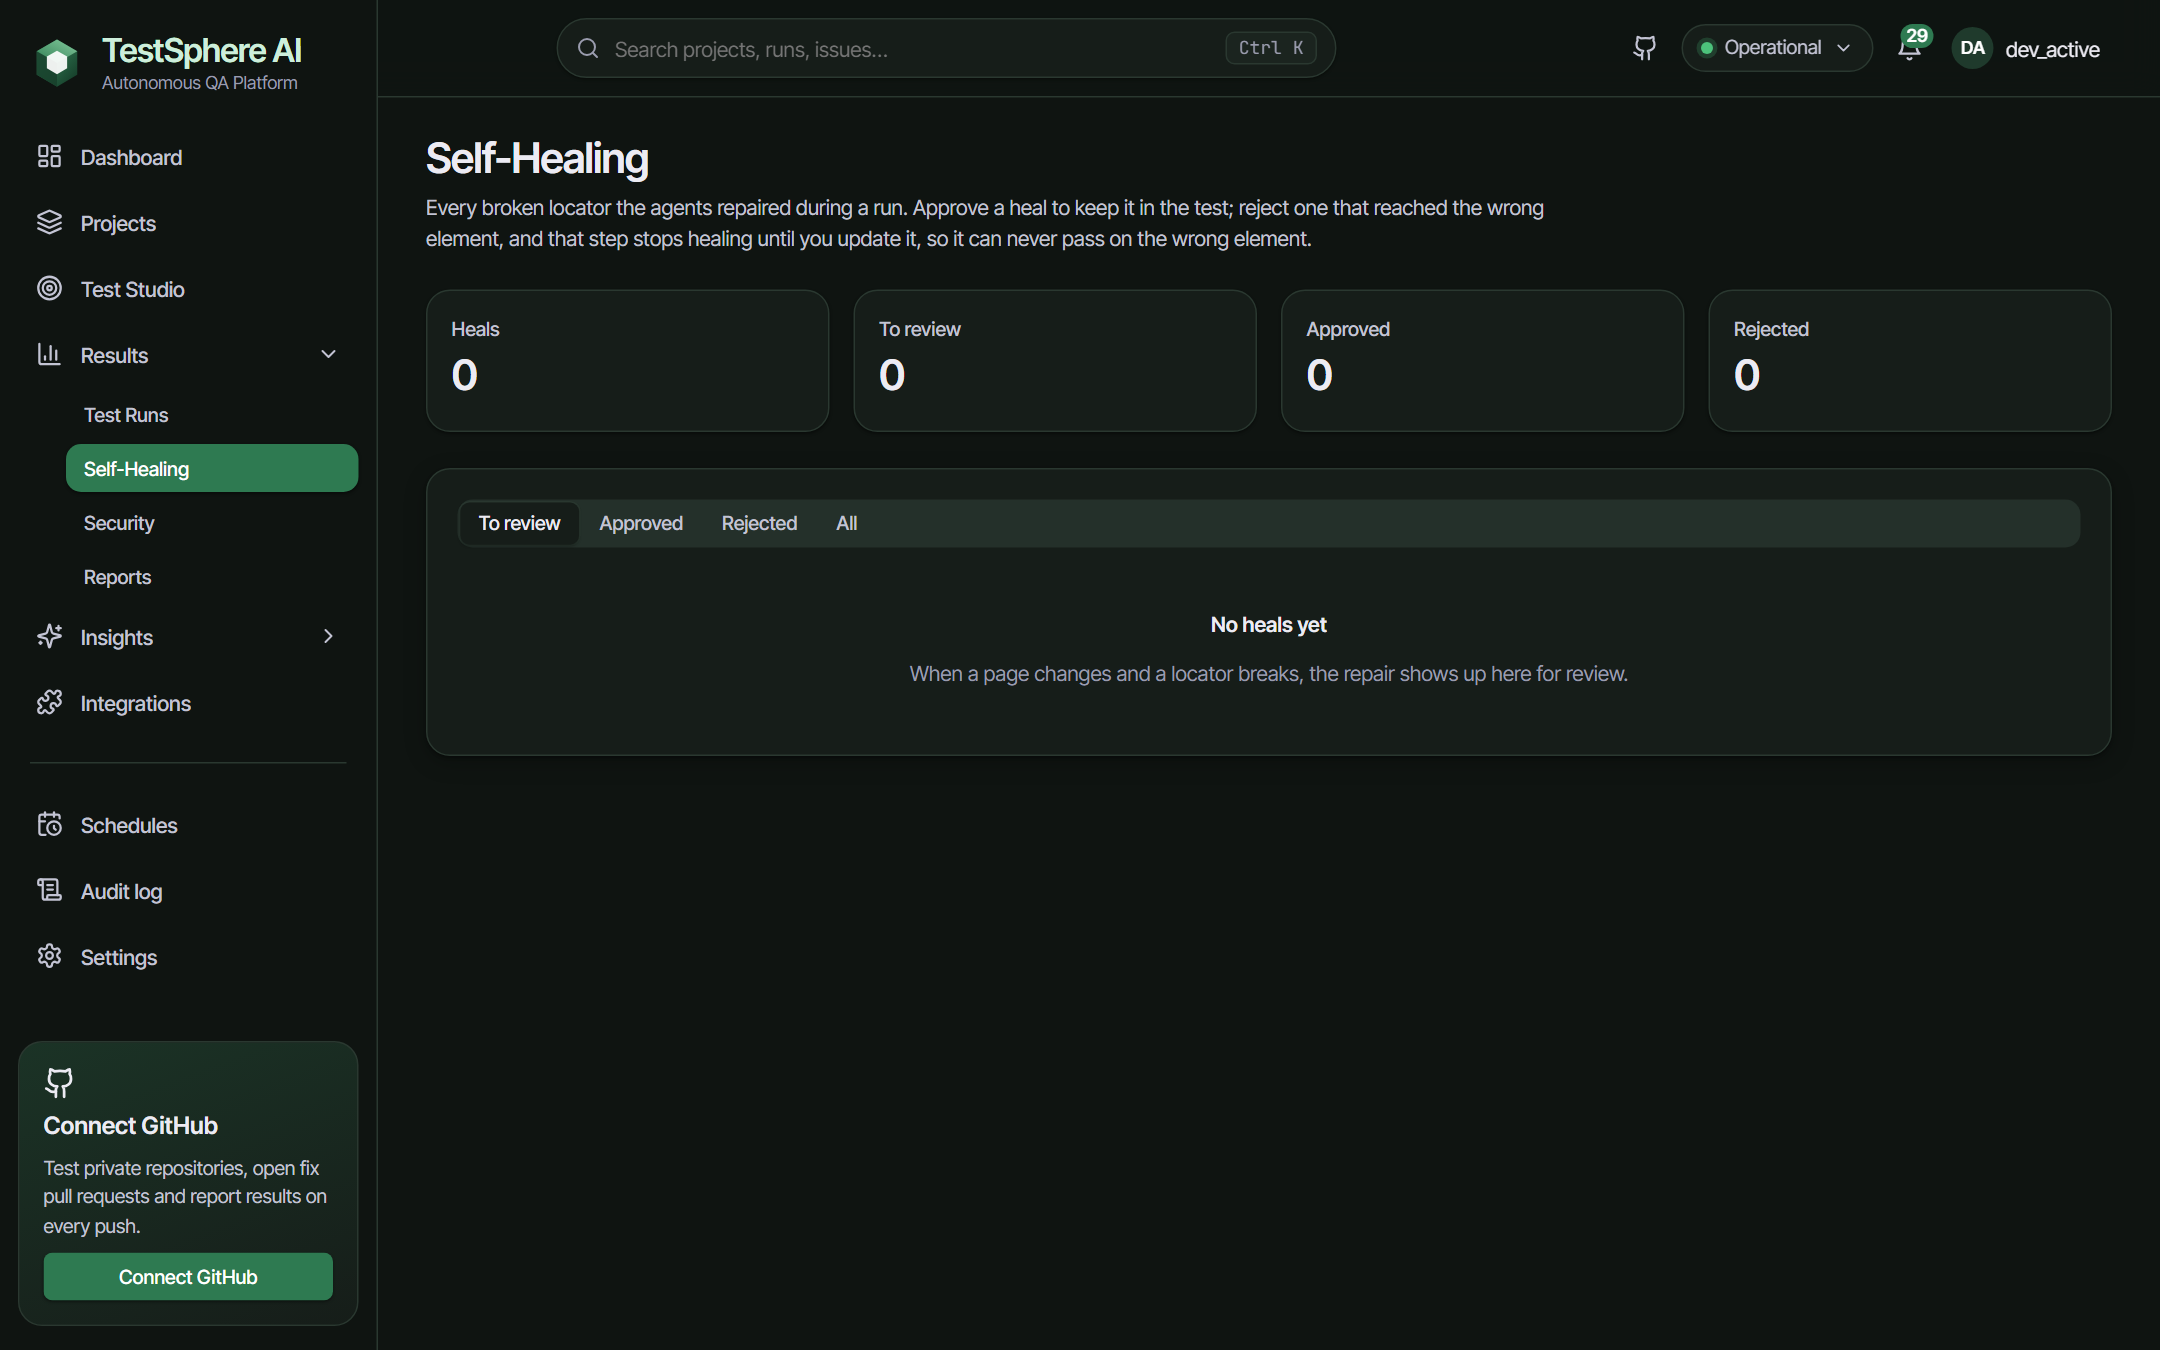 TestSphere AI
Autonomous QA Platform
Dashboard
Projects
Test Studio
Results
Test Runs
Self-Healing
Security
Reports
Insights
Integrations
Schedules
Audit log
Settings
Connect GitHub
Test private repositories, open fix
pull requests and report results on
every push.
Connect GitHub
Search projects, runs, issues...
Ctrl K
Operational
29
DA
dev_active
Self-Healing
Every broken locator the agents repaired during a run. Approve a heal to keep it in the test; reject one that reached the wrong
element, and that step stops healing until you update it, so it can never pass on the wrong element.
Heals
0
To review
0
Approved
0
Rejected
0
To review
Approved
Rejected
All
No heals yet
When a page changes and a locator breaks, the repair shows up here for review.